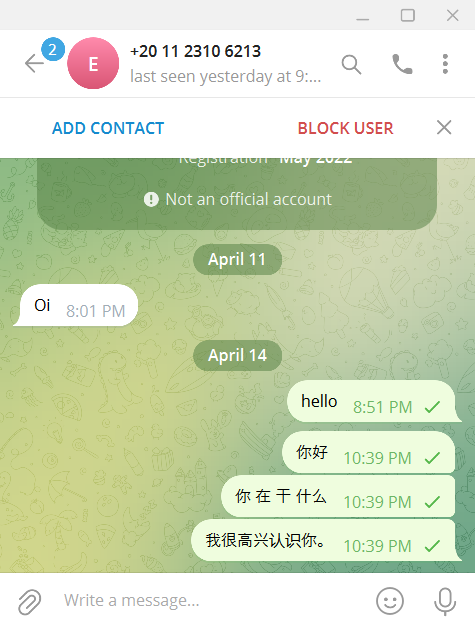 2
E
+20 11 2310 6213
last seen yesterday at 9:...
ADD CONTACT
BLOCK USER
Registration May 2022
Not an official account
April 11
Oi 8:01 PM
April 14
hello 8:51 PM
你好 10:39 PM
你 在 干 什么 10:39 PM
我很高兴认识你。 10:39 PM
Write a message...